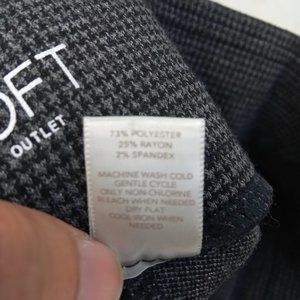 OFT
OUTLET
73% POLYESTER
25% RAYON
2% SPANDEX
MACHINE WASH COLD
GENTLE CYCLE
ONLY NON-CHLORINE
BLEACH WHEN NEEDED
DRY FLAT
COOL IRON WHEN
NEEDED